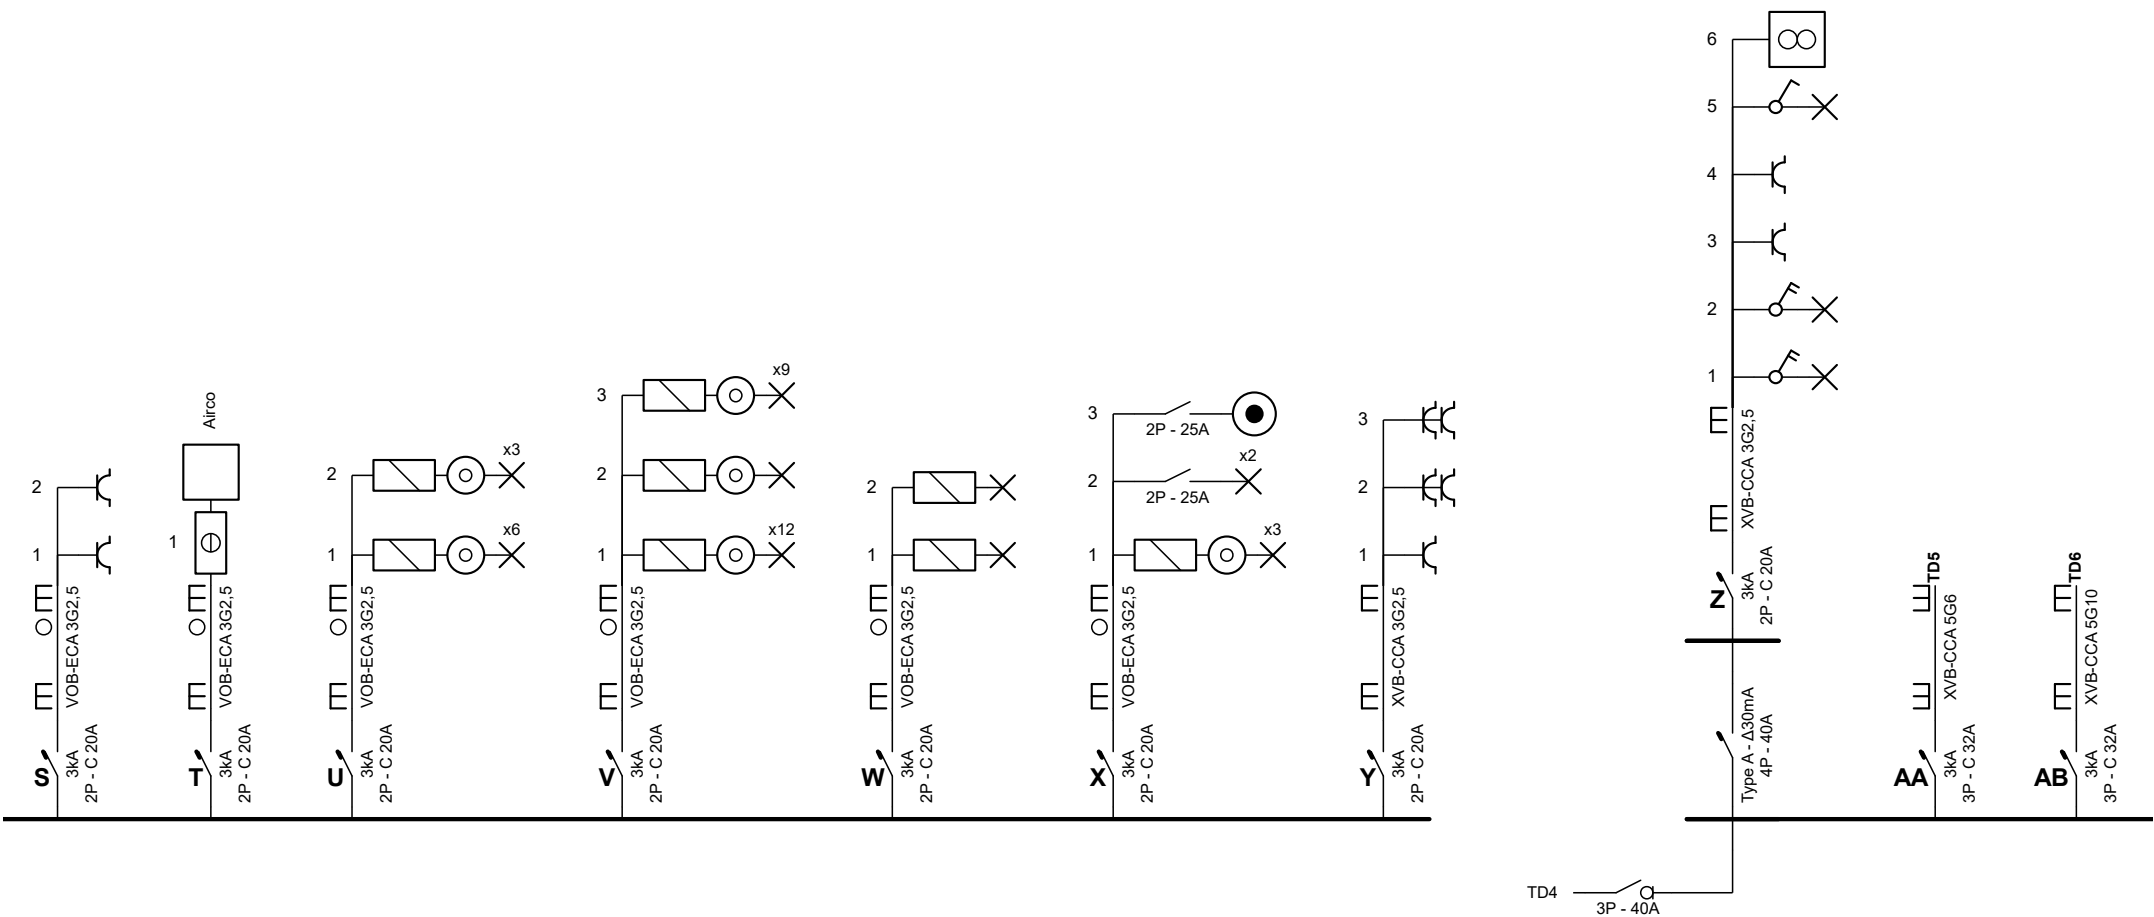 2
1
VOB-ECA 3G2,5
S
3kA
2P - C 20A
Airco
1
VOB-ECA 3G2,5
T
3kA
2P - C 20A
2
x3
1
x6
VOB-ECA 3G2,5
U
3kA
2P - C 20A
3
x9
2
1
x12
VOB-ECA 3G2,5
V
3kA
2P - C 20A
2
1
VOB-ECA 3G2,5
W
3kA
2P - C 20A
3
2P - 25A
2
x2
2P - 25A
1
x3
VOB-ECA 3G2,5
X
3kA
2P - C 20A
3
2
1
XVB-CCA 3G2,5
Y
3kA
2P - C 20A
6
5
4
3
2
1
XVB-CCA 3G2,5
Z
3kA
2P - C 20A
Type A - Δ30mA
4P - 40A
TD4
3P - 40A
TD5
XVB-CCA 5G6
AA
3kA
3P - C 32A
TD6
XVB-CCA 5G10
AB
3kA
3P - C 32A